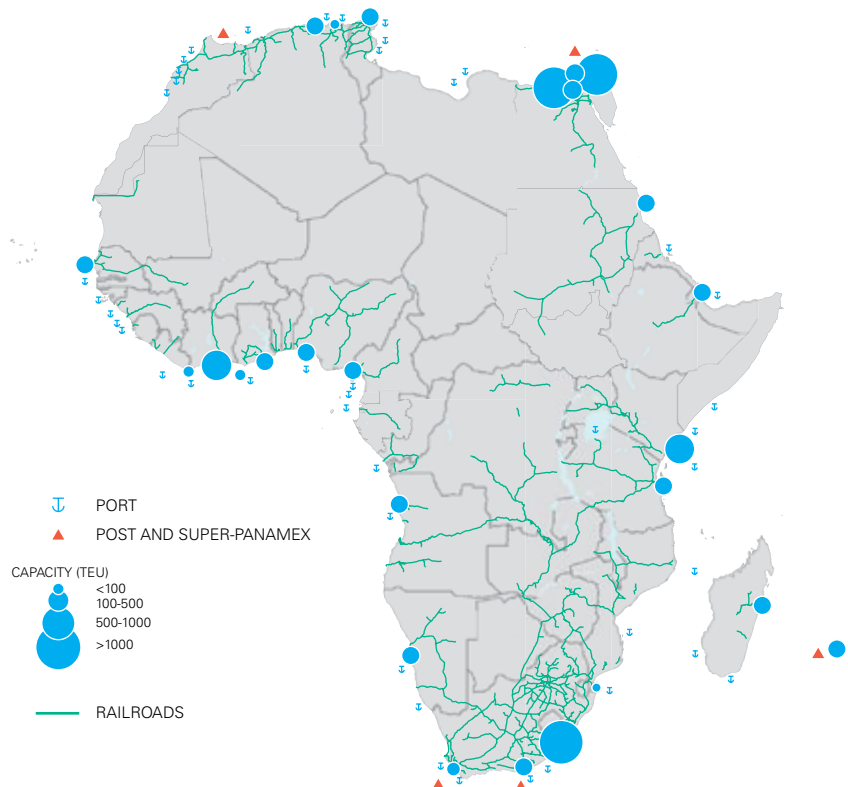 PORT
POST AND SUPER-PANAMEX
CAPACITY (TEU)
<100
100-500
500-1000
>1000
RAILROADS